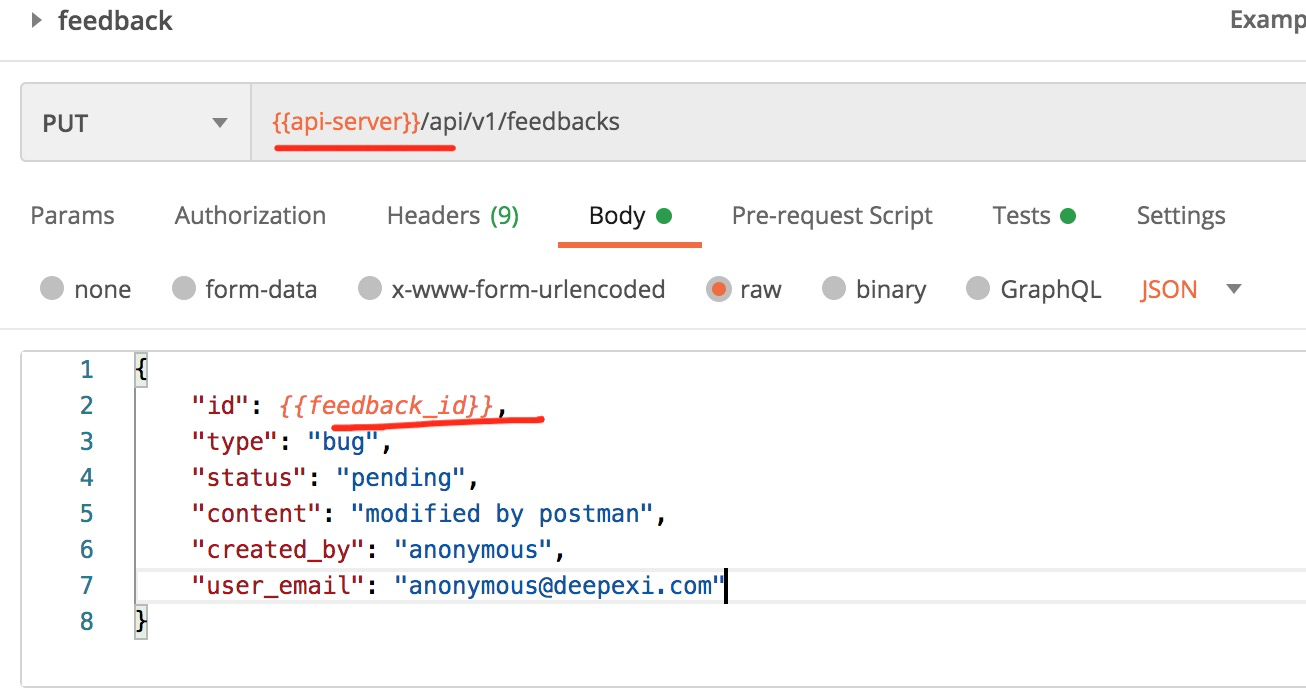 feedback
Examp
PUT
{{api-server}}/api/v1/feedbacks
Params Authorization Headers (9) Body Pre-request Script Tests Settings
none form-data x-www-form-urlencoded raw binary GraphQL JSON
1 {
2 "id": {{feedback_id}},
3 "type": "bug",
4 "status": "pending",
5 "content": "modified by postman",
6 "created_by": "anonymous",
7 "user_email": "anonymous@deepexi.com"
8 }